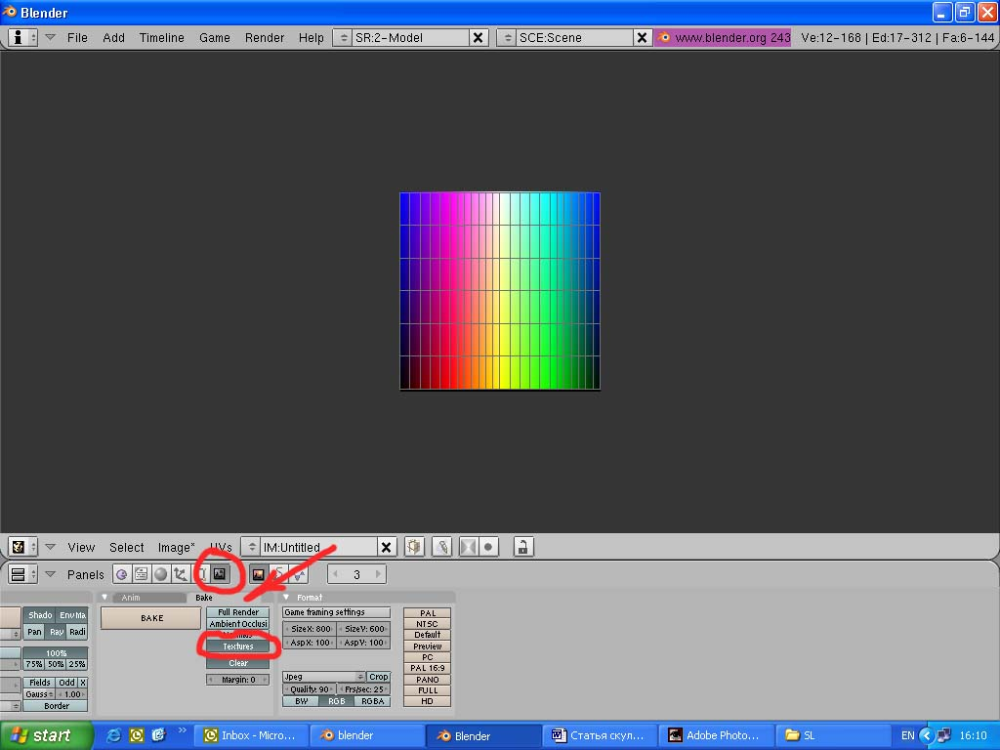 Blender
File Add Timeline Game Render Help SR:2-Model SCE:Scene www.blender.org 243 Ve:12-168 | Ed:17-312 | Fa:6-144
View Select Image* UVs IM:Untitled
Panels 3
Anim Bake Format
Shado EnvMa
Pan Ray Radi
100%
75% 50% 25%
Fields Odd X
Gauss 1.00
Border
BAKE
Full Render
Ambient Occlusi
Textures
Clear
Margin: 0
Game framing settings
SizeX: 800 SizeY: 600
AspX: 100 AspY: 100
Jpeg Crop
Quality: 90 Frs/sec: 25
BW RGB RGBA
PAL
NTSC
Default
Preview
PC
PAL 16:9
PANO
FULL
HD
start Inbox - Micro... blender Blender Статья скул... Adobe Photo... SL EN 16:10